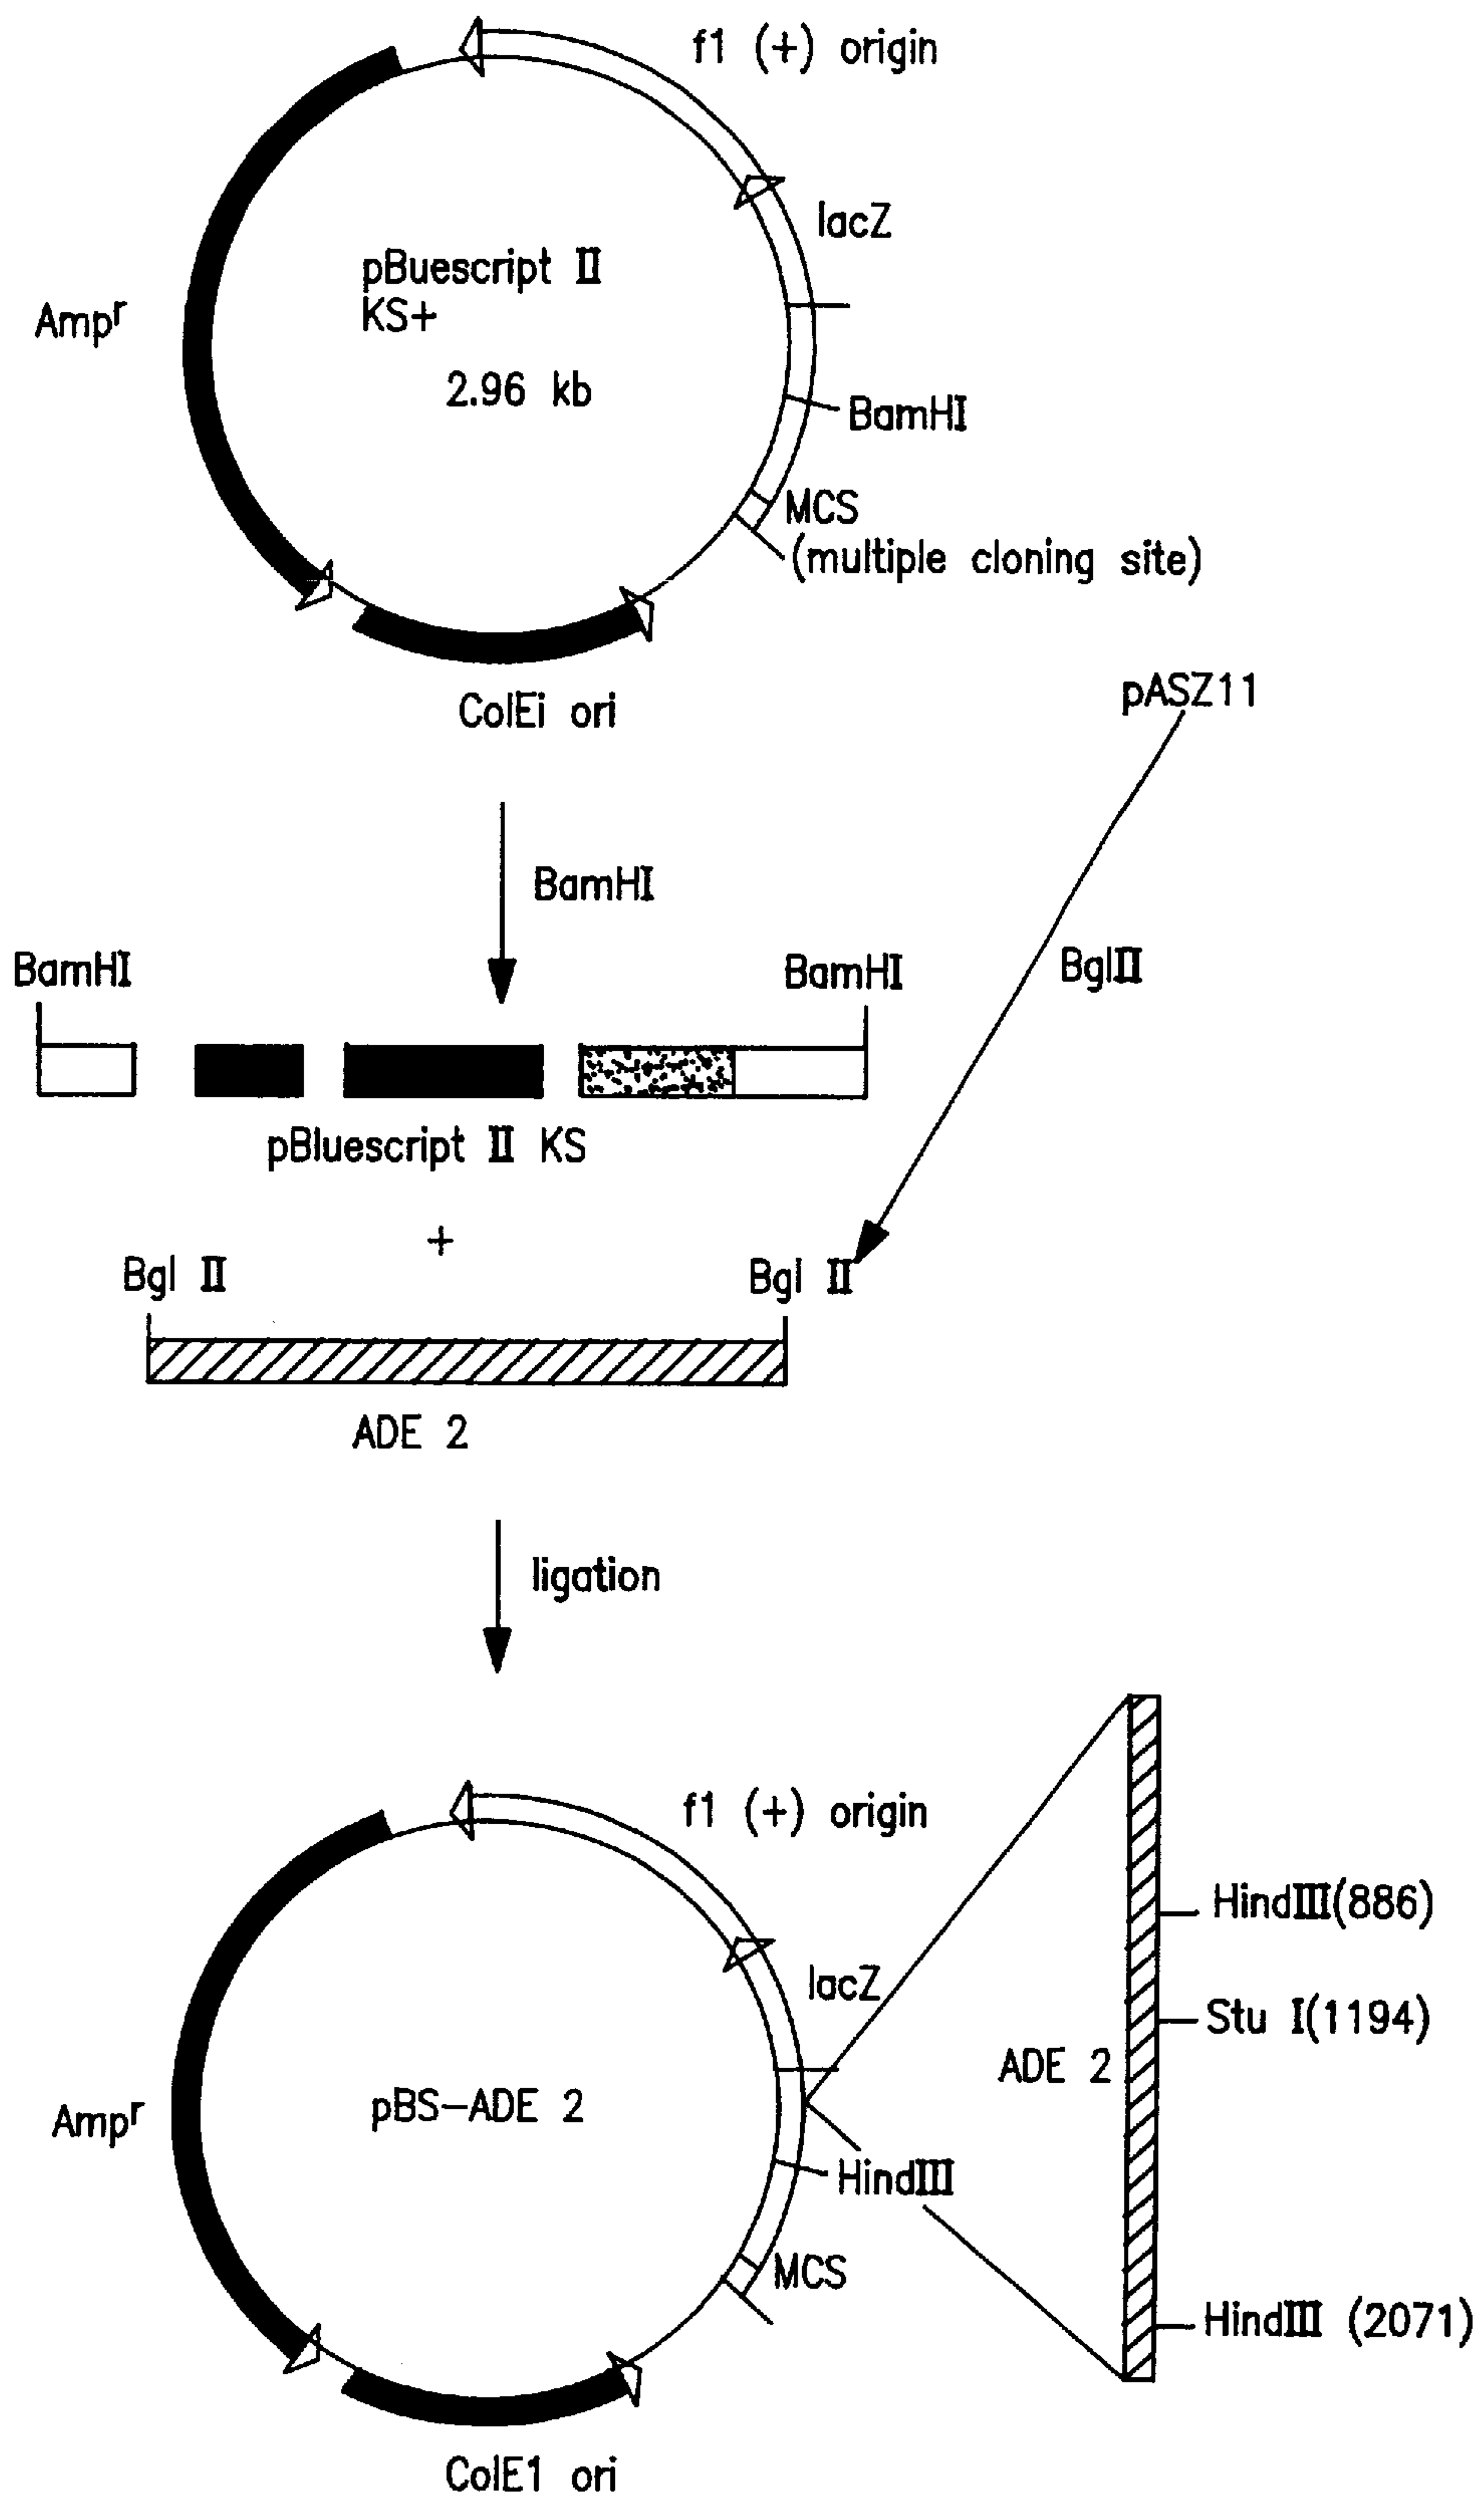 f1 (+) origin
lacZ
pBuescript II
KS+
Ampʳ
2.96 kb
BamHI
MCS
(multiple cloning site)
ColEi ori
pASZ11
BamHI
BglII
BamHI
BamHI
pBluescript II KS
+
Bgl II
Bgl II
ADE 2
ligation
f1 (+) origin
HindIII(886)
lacZ
Stu I(1194)
ADE 2
Ampʳ
pBS-ADE 2
HindIII
MCS
HindIII (2071)
ColE1 ori